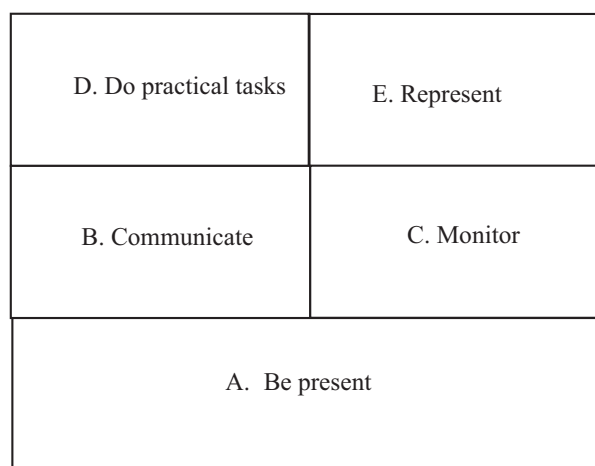 D. Do practical tasks
E. Represent
B. Communicate
C. Monitor
A. Be present